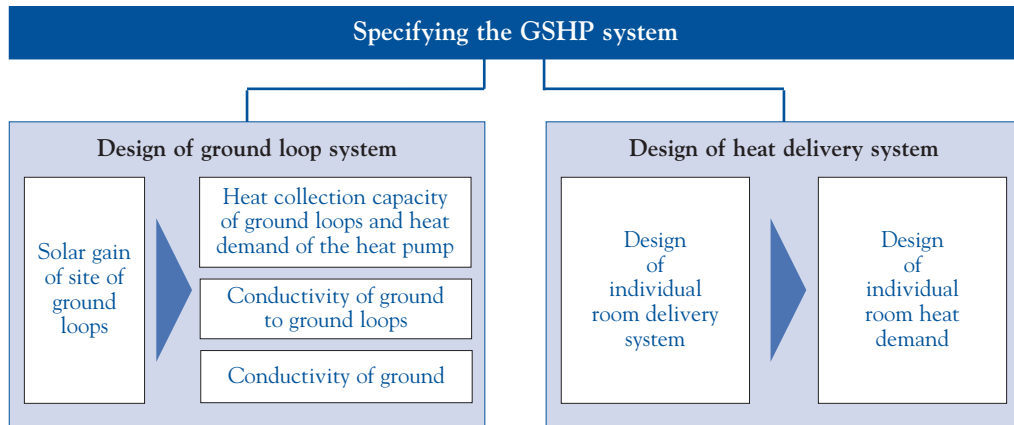 Specifying the GSHP system
Design of ground loop system
Solar gain
of site of
ground
loops
Heat collection capacity
of ground loops and heat
demand of the heat pump
Conductivity of ground
to ground loops
Conductivity of ground
Design of heat delivery system
Design
of
individual
room delivery
system
Design
of
individual
room heat
demand